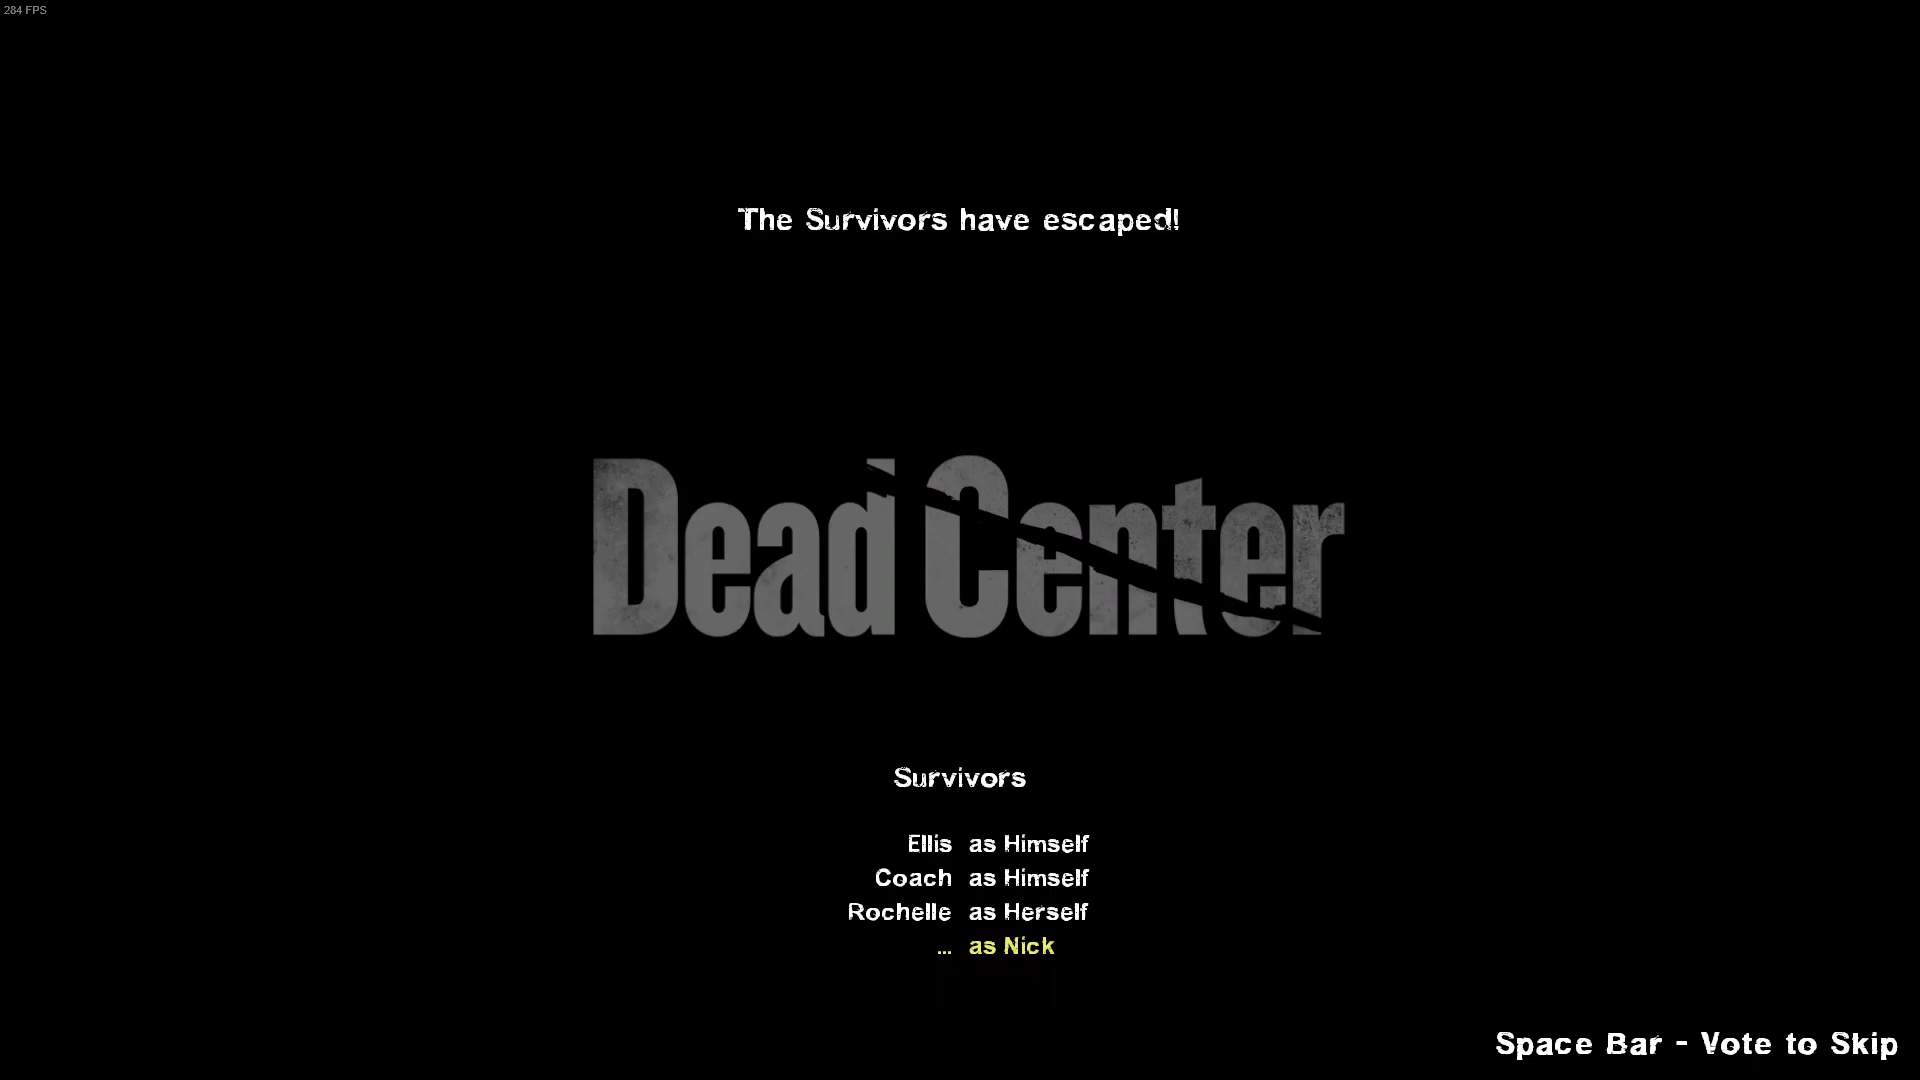 284 FPS
The Survivors have escaped!
Dead Center
Survivors
Ellis as Himself
Coach as Himself
Rochelle as Herself
... as Nick
Space Bar - Vote to Skip